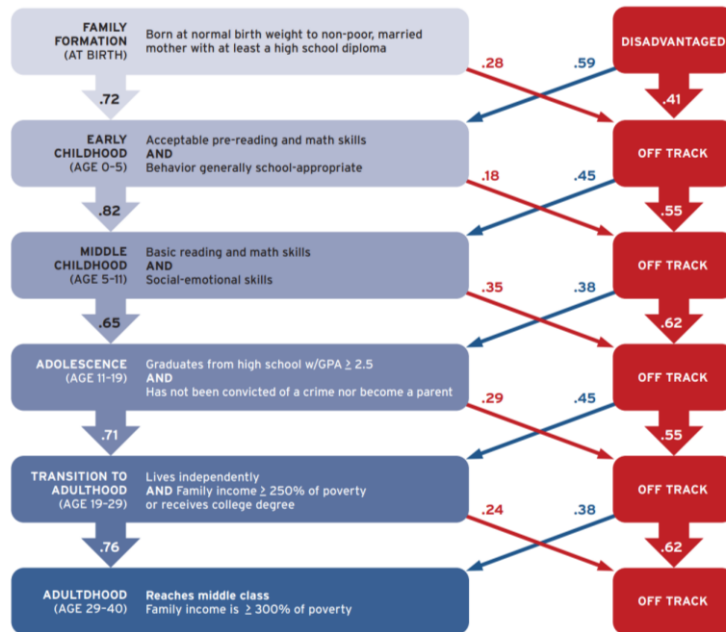 FAMILY
FORMATION
(AT BIRTH)
Born at normal birth weight to non-poor, married
mother with at least a high school diploma
DISADVANTAGED
.72
.28
.59
.41
EARLY
CHILDHOOD
(AGE 0–5)
Acceptable pre-reading and math skills
AND
Behavior generally school-appropriate
OFF TRACK
.82
.18
.45
.55
MIDDLE
CHILDHOOD
(AGE 5–11)
Basic reading and math skills
AND
Social-emotional skills
OFF TRACK
.65
.35
.38
.62
ADOLESCENCE
(AGE 11–19)
Graduates from high school w/GPA ≥ 2.5
AND
Has not been convicted of a crime nor become a parent
OFF TRACK
.71
.29
.45
.55
TRANSITION TO
ADULTHOOD
(AGE 19–29)
Lives independently
AND Family income ≥ 250% of poverty
or receives college degree
OFF TRACK
.76
.24
.38
.62
ADULTDHOOD
(AGE 29–40)
Reaches middle class
Family income is ≥ 300% of poverty
OFF TRACK